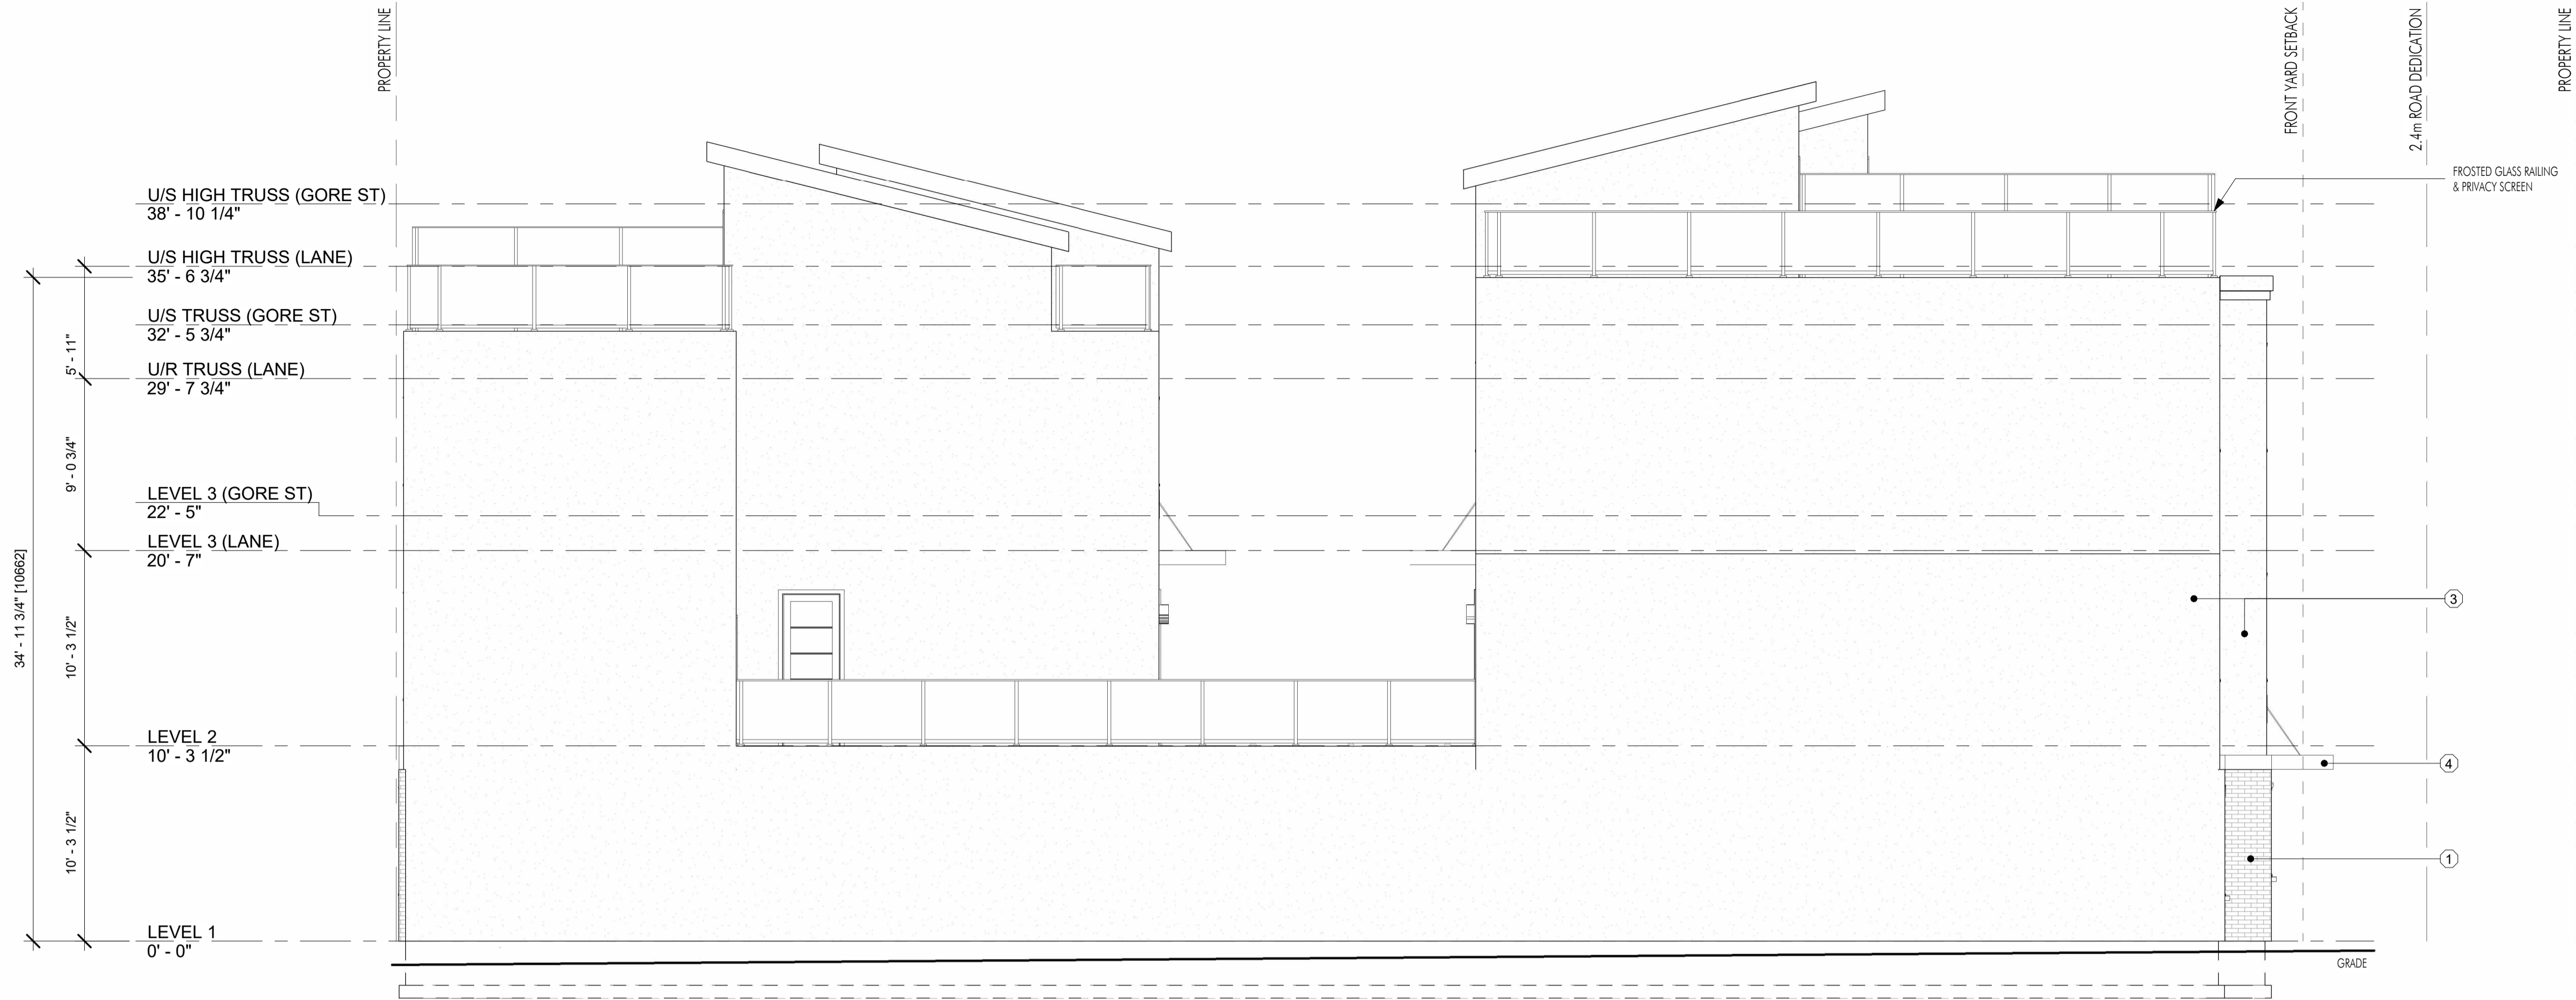 PROPERTY LINE
FRONT YARD SETBACK
2.4m ROAD DEDICATION
PROPERTY LINE
FROSTED GLASS RAILING
& PRIVACY SCREEN
U/S HIGH TRUSS (GORE ST)
38' - 10 1/4"
U/S HIGH TRUSS (LANE)
35' - 6 3/4"
U/S TRUSS (GORE ST)
32' - 5 3/4"
5' - 11"
U/R TRUSS (LANE)
29' - 7 3/4"
9' - 0 3/4"
LEVEL 3 (GORE ST)
22' - 5"
LEVEL 3 (LANE)
20' - 7"
34' - 11 3/4" [10662]
10' - 3 1/2"
3
LEVEL 2
10' - 3 1/2"
4
10' - 3 1/2"
1
LEVEL 1
0' - 0"
GRADE